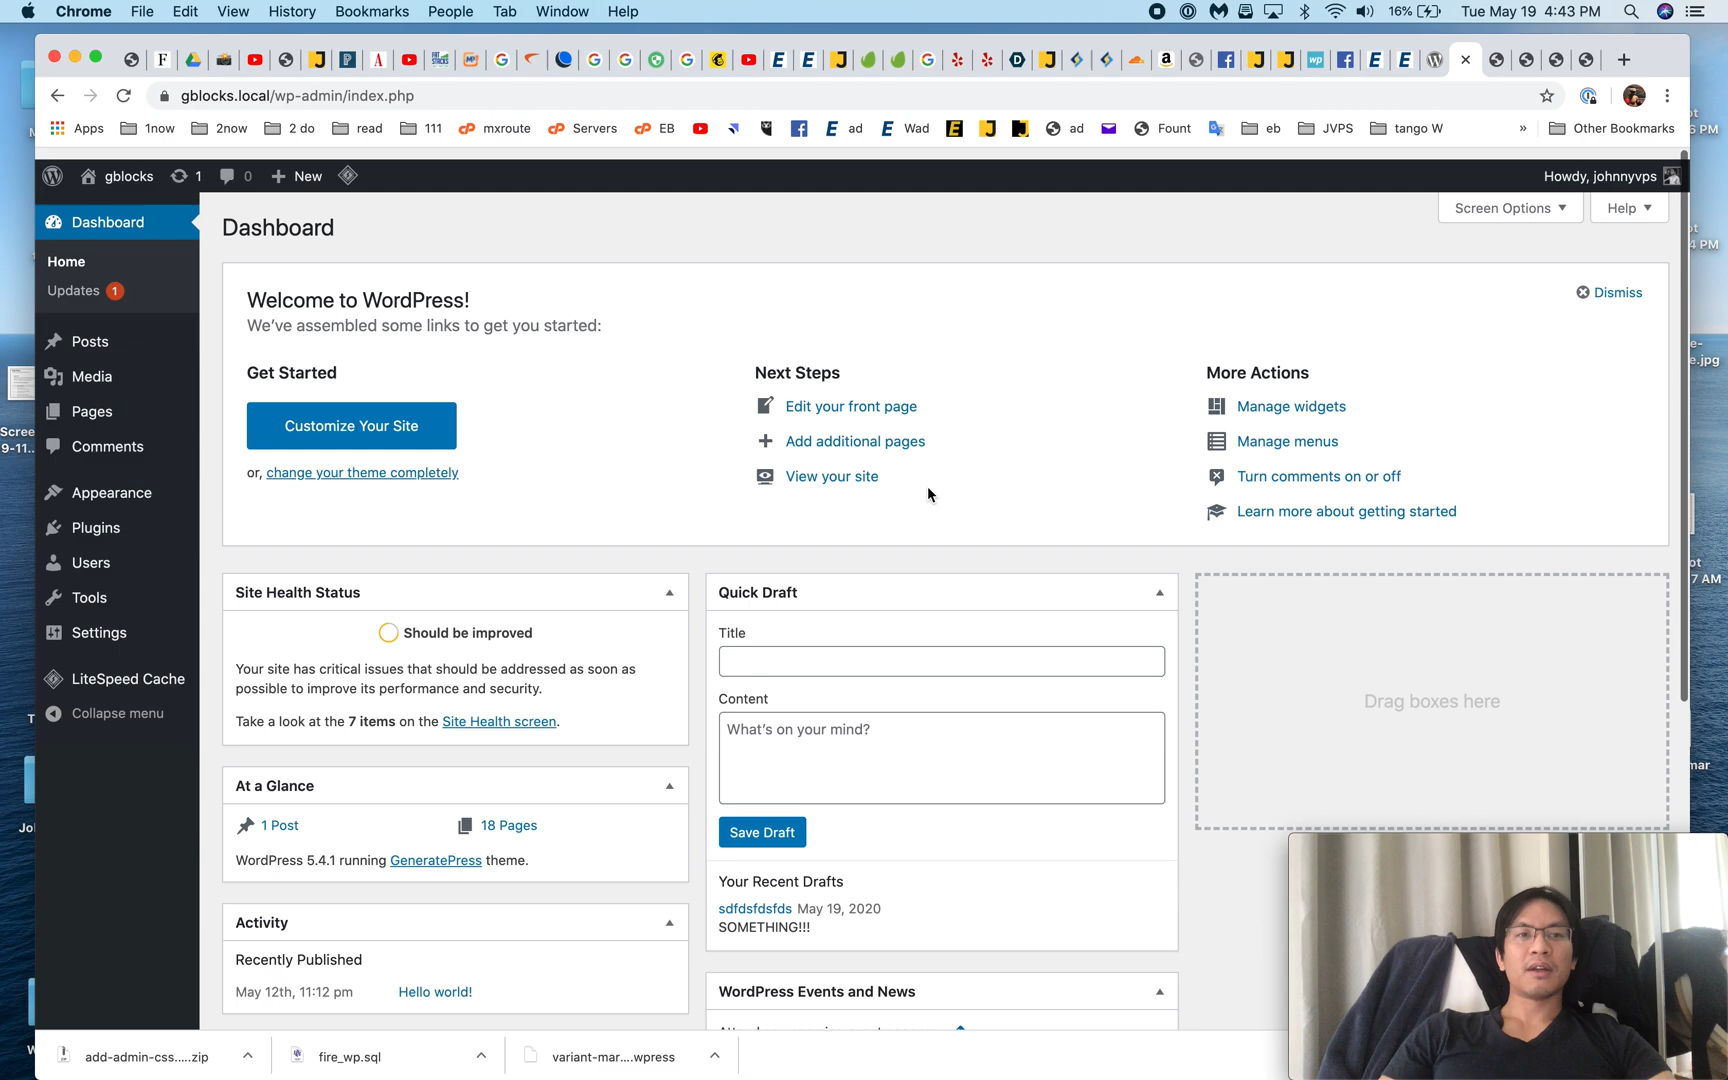 Chrome File Edit View History Bookmarks People Tab Window Help 16% Tue May 19 4:43 PM
gblocks.local/wp-admin/index.php
Apps 1now 2now 2 do read 111 mxroute Servers EB ad Wad ad Fount eb JVPS tango W » Other Bookmarks
gblocks 1 0 New Howdy, johnnyvps
Dashboard
Home
Updates 1
Posts
Media
Pages
Comments
Appearance
Plugins
Users
Tools
Settings
LiteSpeed Cache
Collapse menu
Screen Options Help
Dashboard
Welcome to WordPress!
We've assembled some links to get you started:
Dismiss
Get Started
Customize Your Site
or, change your theme completely
Next Steps
Edit your front page
Add additional pages
View your site
More Actions
Manage widgets
Manage menus
Turn comments on or off
Learn more about getting started
Site Health Status
Should be improved
Your site has critical issues that should be addressed as soon as
possible to improve its performance and security.
Take a look at the 7 items on the Site Health screen.
At a Glance
1 Post 18 Pages
WordPress 5.4.1 running GeneratePress theme.
Activity
Recently Published
May 12th, 11:12 pm Hello world!
Quick Draft
Title
Content
What's on your mind?
Save Draft
Your Recent Drafts
sdfdsfdsfds May 19, 2020
SOMETHING!!!
WordPress Events and News
Drag boxes here
add-admin-css.....zip fire_wp.sql variant-mar....wpress